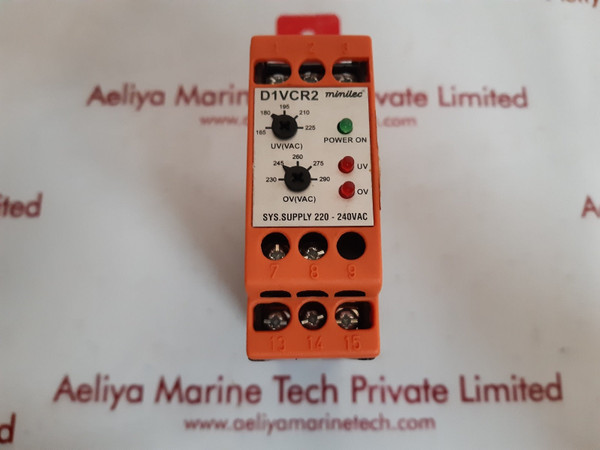 1 2 3
Aeliya Marine Tech Private Limited
www.aeliyamarinetech.com
D1VCR2 minilec
195
180 210
165 225
UV(VAC)
POWER ON
260
245 275
230 290
OV(VAC)
UV
OV
SYS.SUPPLY 220 - 240VAC
ited
7 8 9
13 14 15
Aeliya Marine Tech Private Limited
www.aeliyamarinetech.com